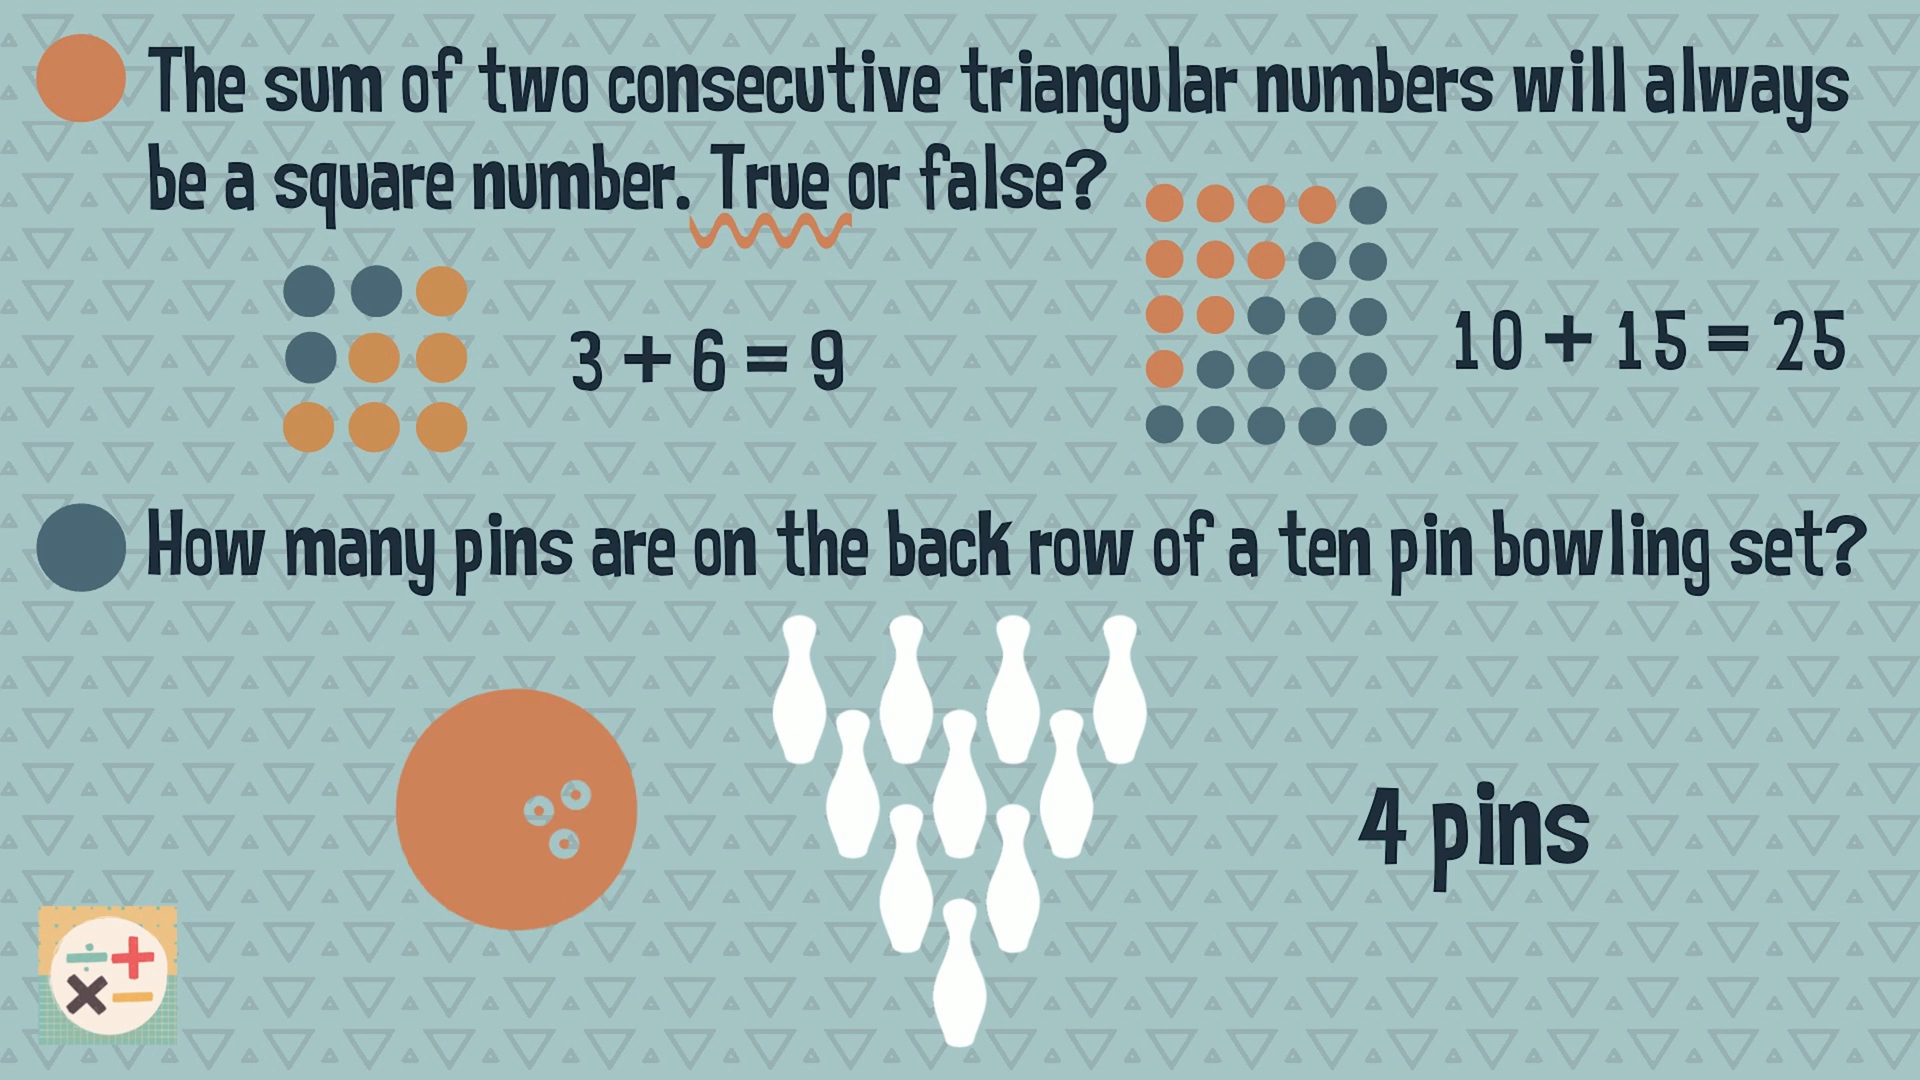 The sum of two consecutive triangular numbers will always
be a square number. True or false?
3 + 6 = 9
10 + 15 = 25
How many pins are on the back row of a ten pin bowling set?
4 pins